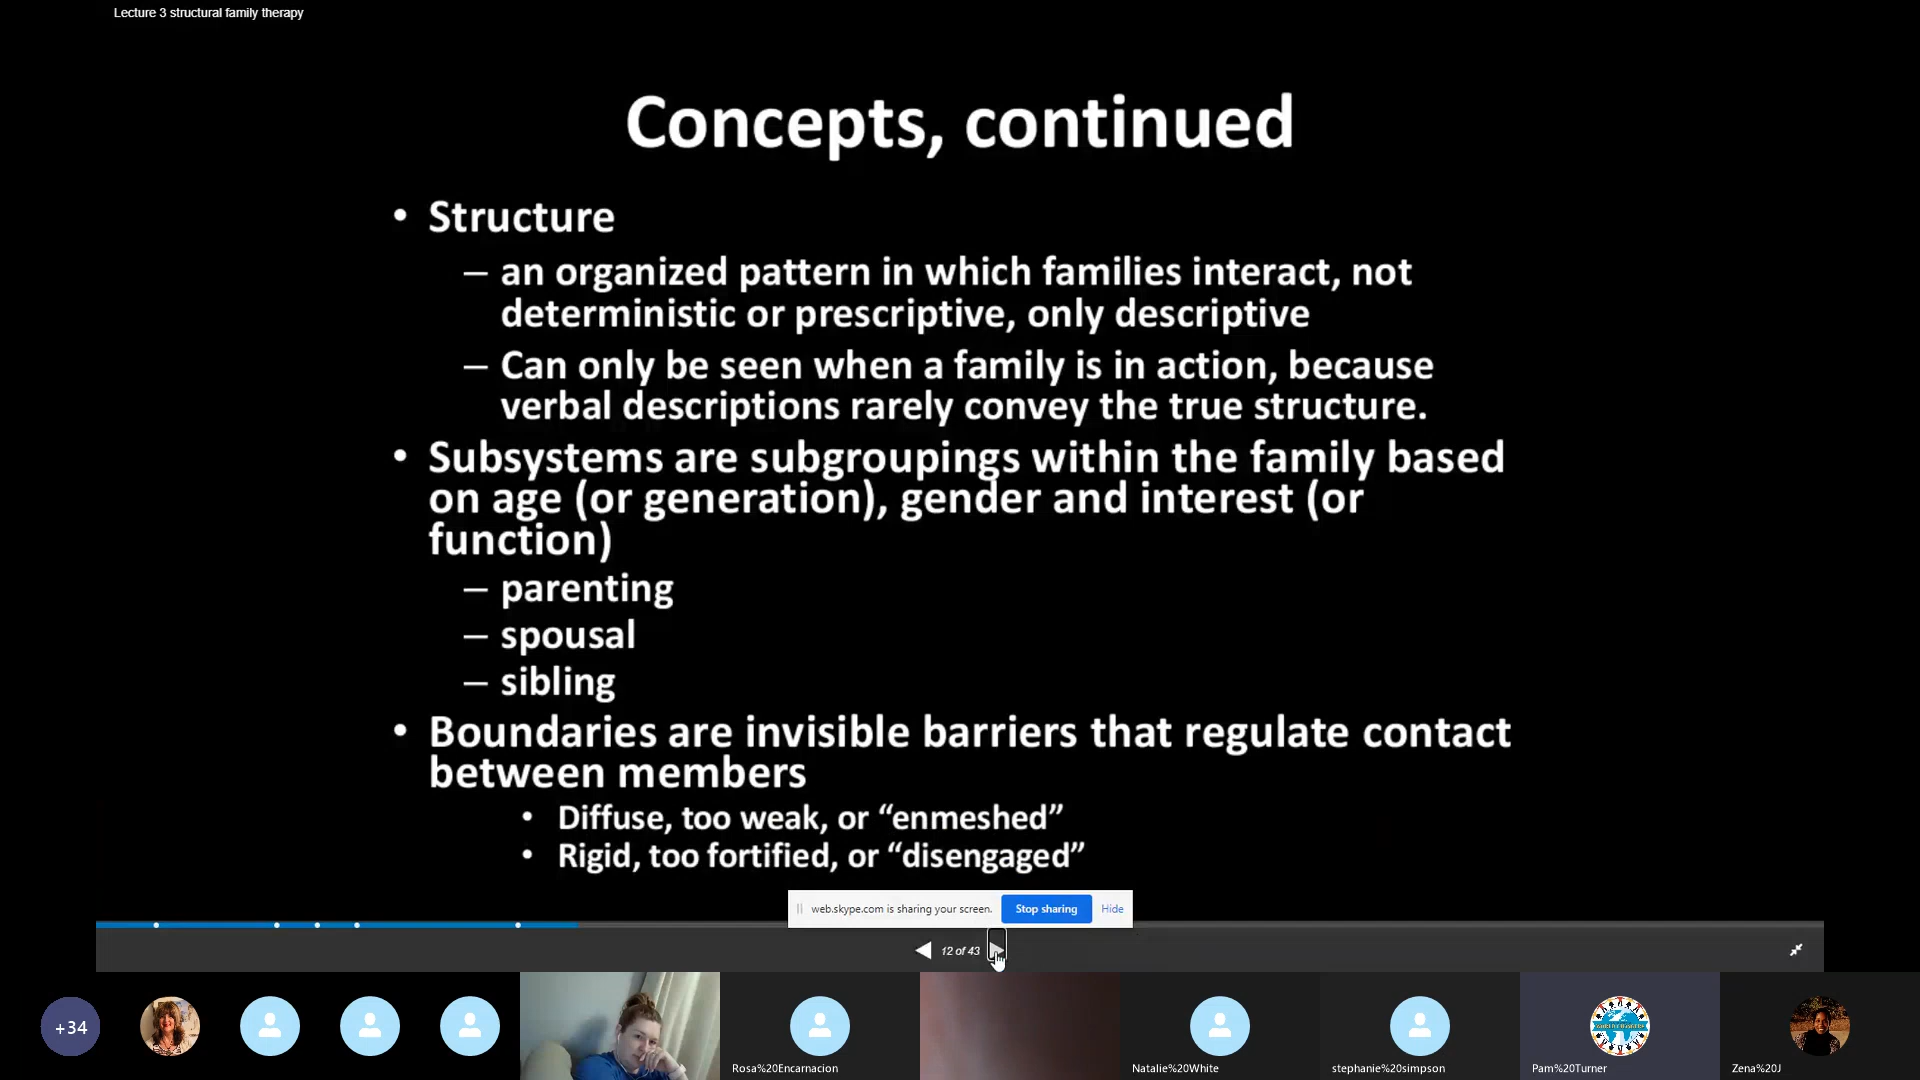 Lecture 3 structural family therapy
Concepts, continued
• Structure
– an organized pattern in which families interact, not
deterministic or prescriptive, only descriptive
– Can only be seen when a family is in action, because
verbal descriptions rarely convey the true structure.
• Subsystems are subgroupings within the family based
on age (or generation), gender and interest (or
function)
– parenting
– spousal
– sibling
• Boundaries are invisible barriers that regulate contact
between members
• Diffuse, too weak, or “enmeshed”
• Rigid, too fortified, or “disengaged”
web.skype.com is sharing your screen. Stop sharing Hide
12 of 43
+34
Rosa%20Encarnacion
Natalie%20White
stephanie%20simpson
Pam%20Turner
Zena%20J